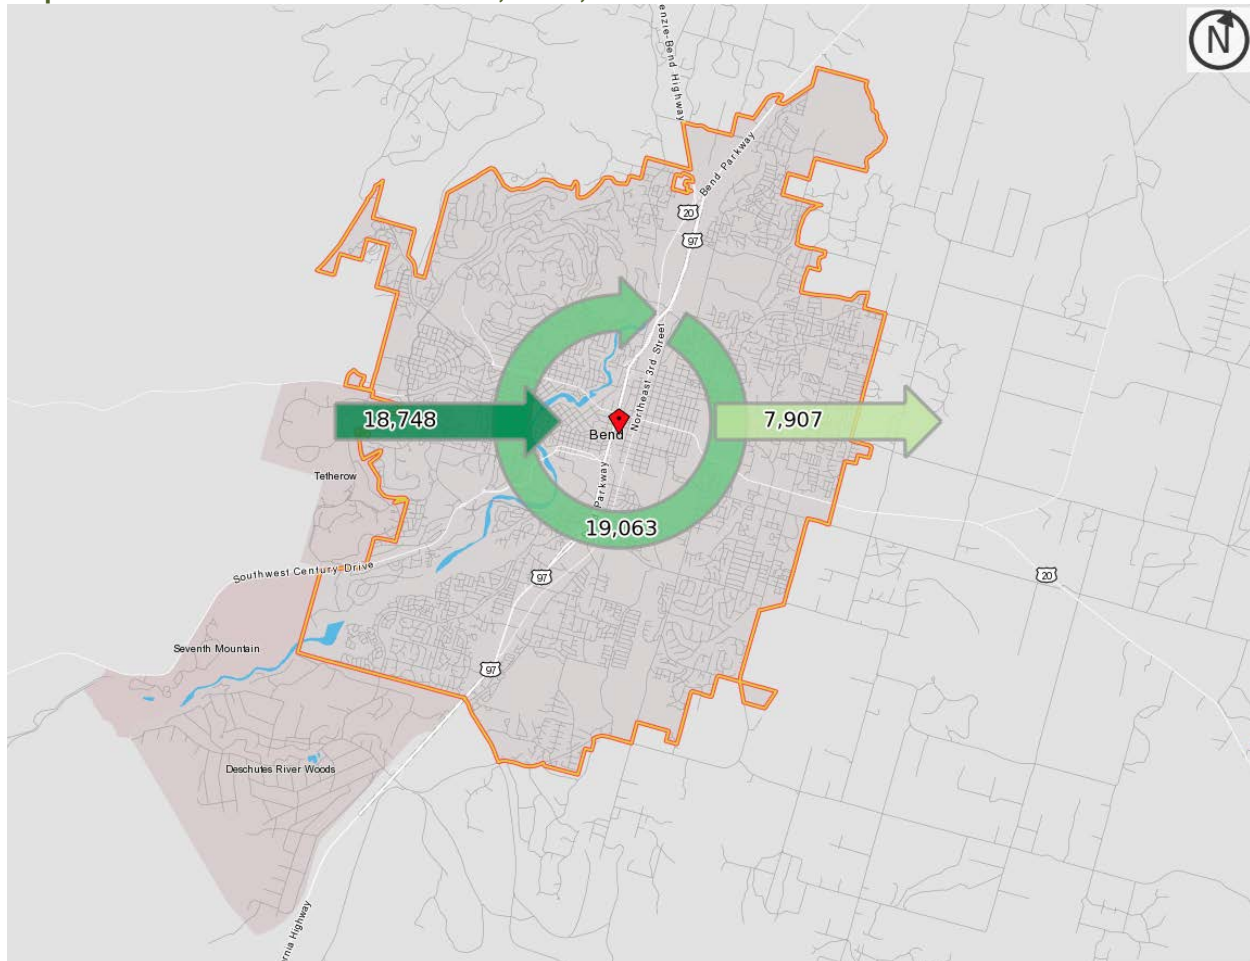 N
Bend Parkway
20
97
Northeast 3rd Street
18,748
7,907
Bend
Parkway
Tetherow
19,063
Southwest Century Drive
97
20
Seventh Mountain
97
Deschutes River Woods
Highway